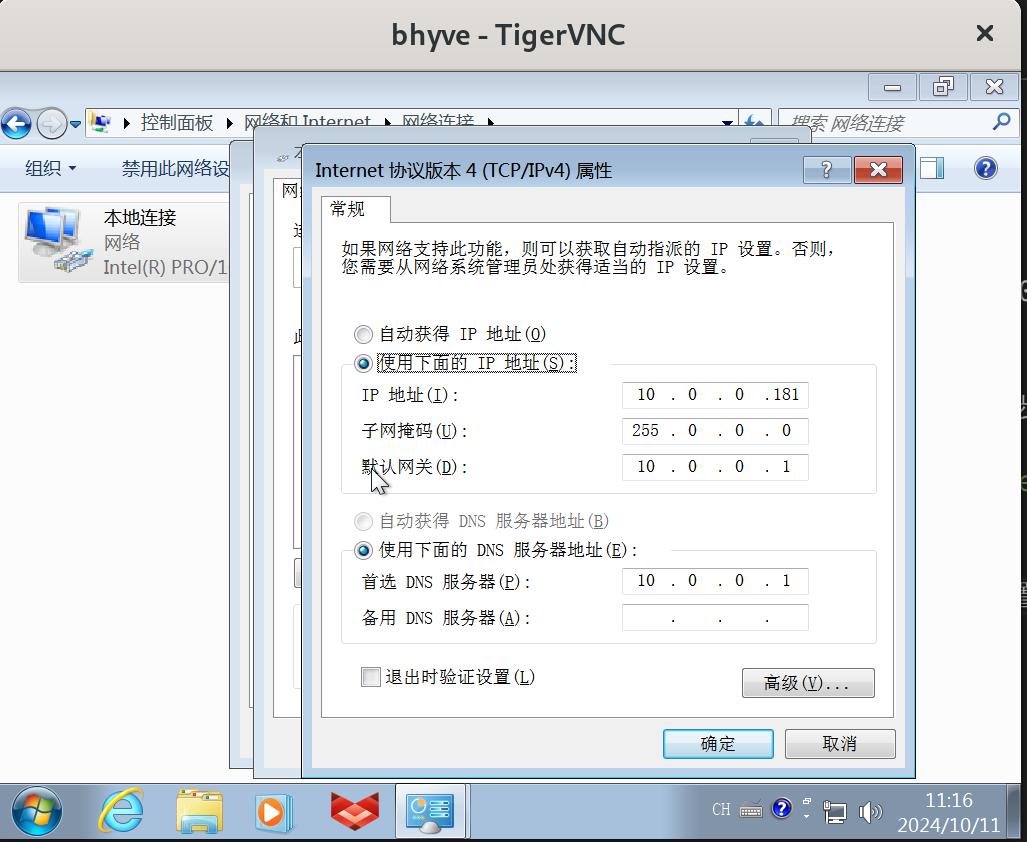 bhyve - TigerVNC
控制面板
网络和 Internet
网络连接
搜索 网络连接
组织
禁用此网络设
本地连接
网络
Intel(R) PRO/1
Internet 协议版本 4 (TCP/IPv4) 属性
常规
如果网络支持此功能，则可以获取自动指派的 IP 设置。否则，
您需要从网络系统管理员处获得适当的 IP 设置。
自动获得 IP 地址(O)
使用下面的 IP 地址(S):
IP 地址(I): 10 . 0 . 0 .181
子网掩码(U): 255 . 0 . 0 . 0
默认网关(D): 10 . 0 . 0 . 1
自动获得 DNS 服务器地址(B)
使用下面的 DNS 服务器地址(E):
首选 DNS 服务器(P): 10 . 0 . 0 . 1
备用 DNS 服务器(A): . . .
退出时验证设置(L)
高级(V)...
确定
取消
CH
11:16
2024/10/11